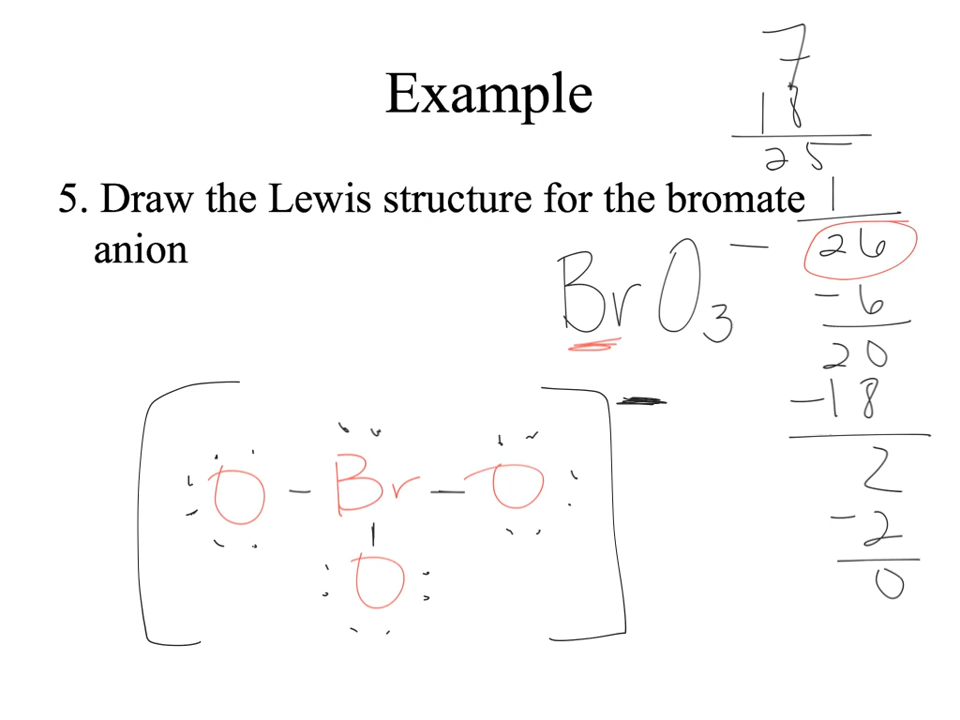 Example
7
18
25
1
26
-6
20
-18
2
-2
0
5. Draw the Lewis structure for the bromate
anion
BrO3 -
[ O - Br - O ] -
|
O